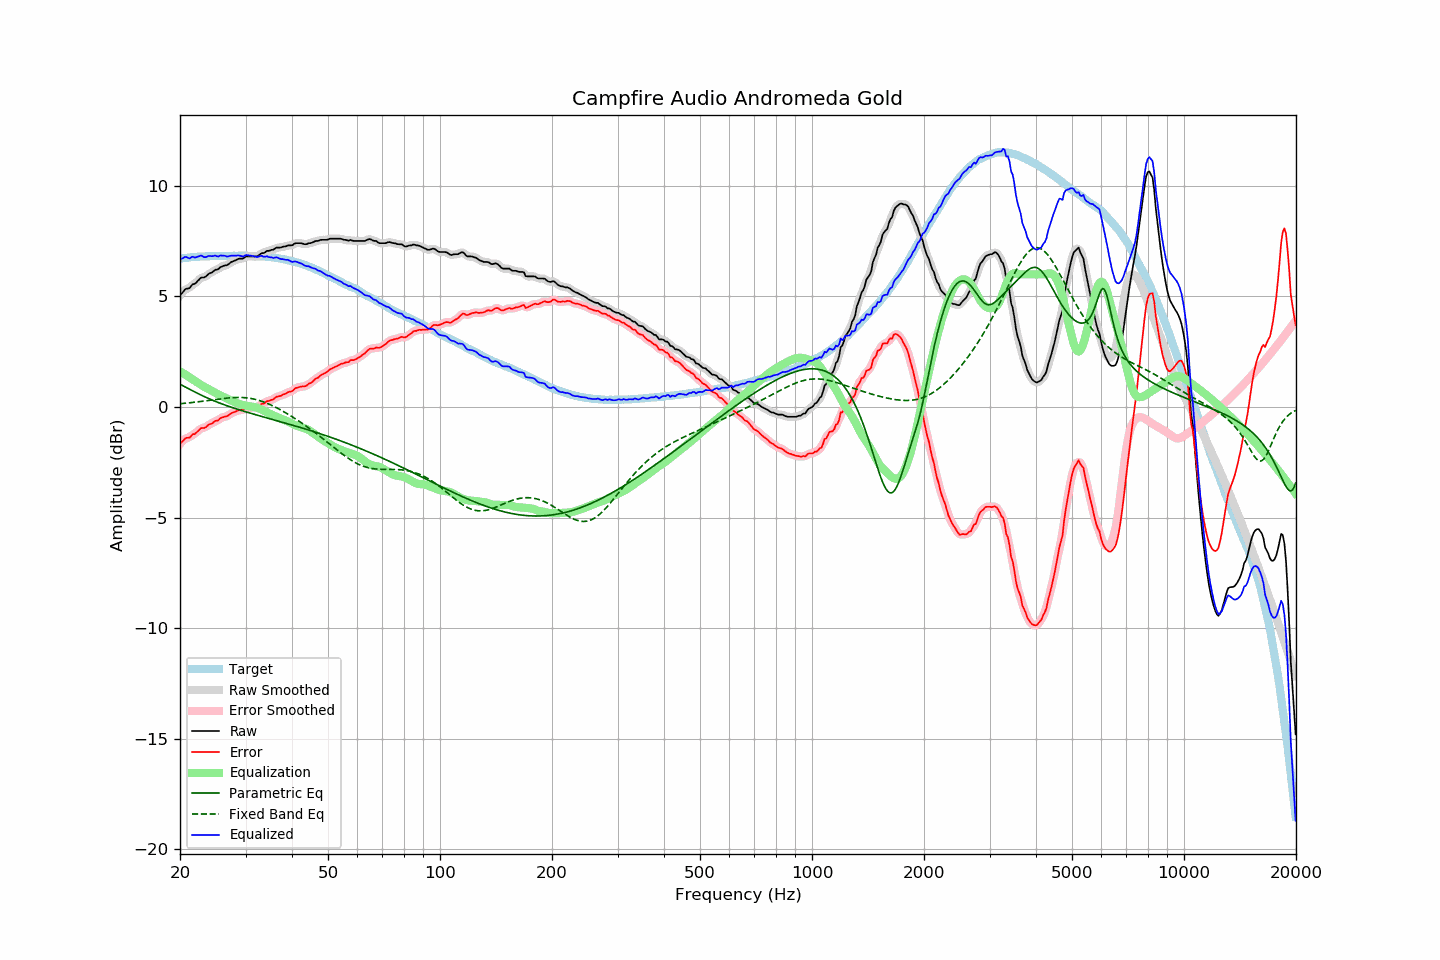 Campfire Audio Andromeda Gold
Amplitude (dBr)
10
5
0
−5
−10
−15
−20
Target
Raw Smoothed
Error Smoothed
Raw
Error
Equalization
Parametric Eq
Fixed Band Eq
Equalized
20 50 100 200 500 1000 2000 5000 10000 20000
Frequency (Hz)